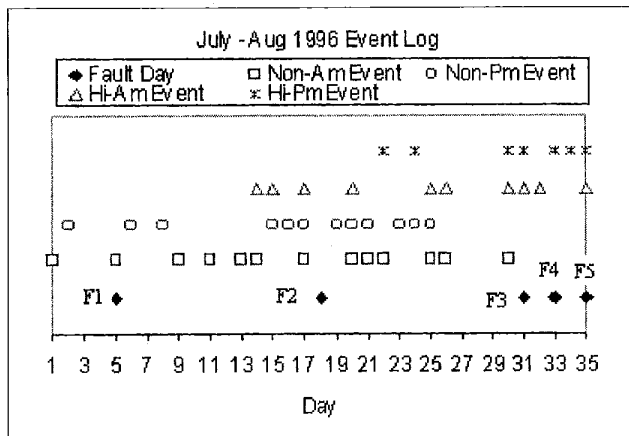 July -Aug 1996 Event Log
Fault Day Non-Am Event Non-Pm Event
Hi-Am Event Hi-Pm Event
F4 F5
F1 F2 F3
1 3 5 7 9 11 13 15 17 19 21 23 25 27 29 31 33 35
Day